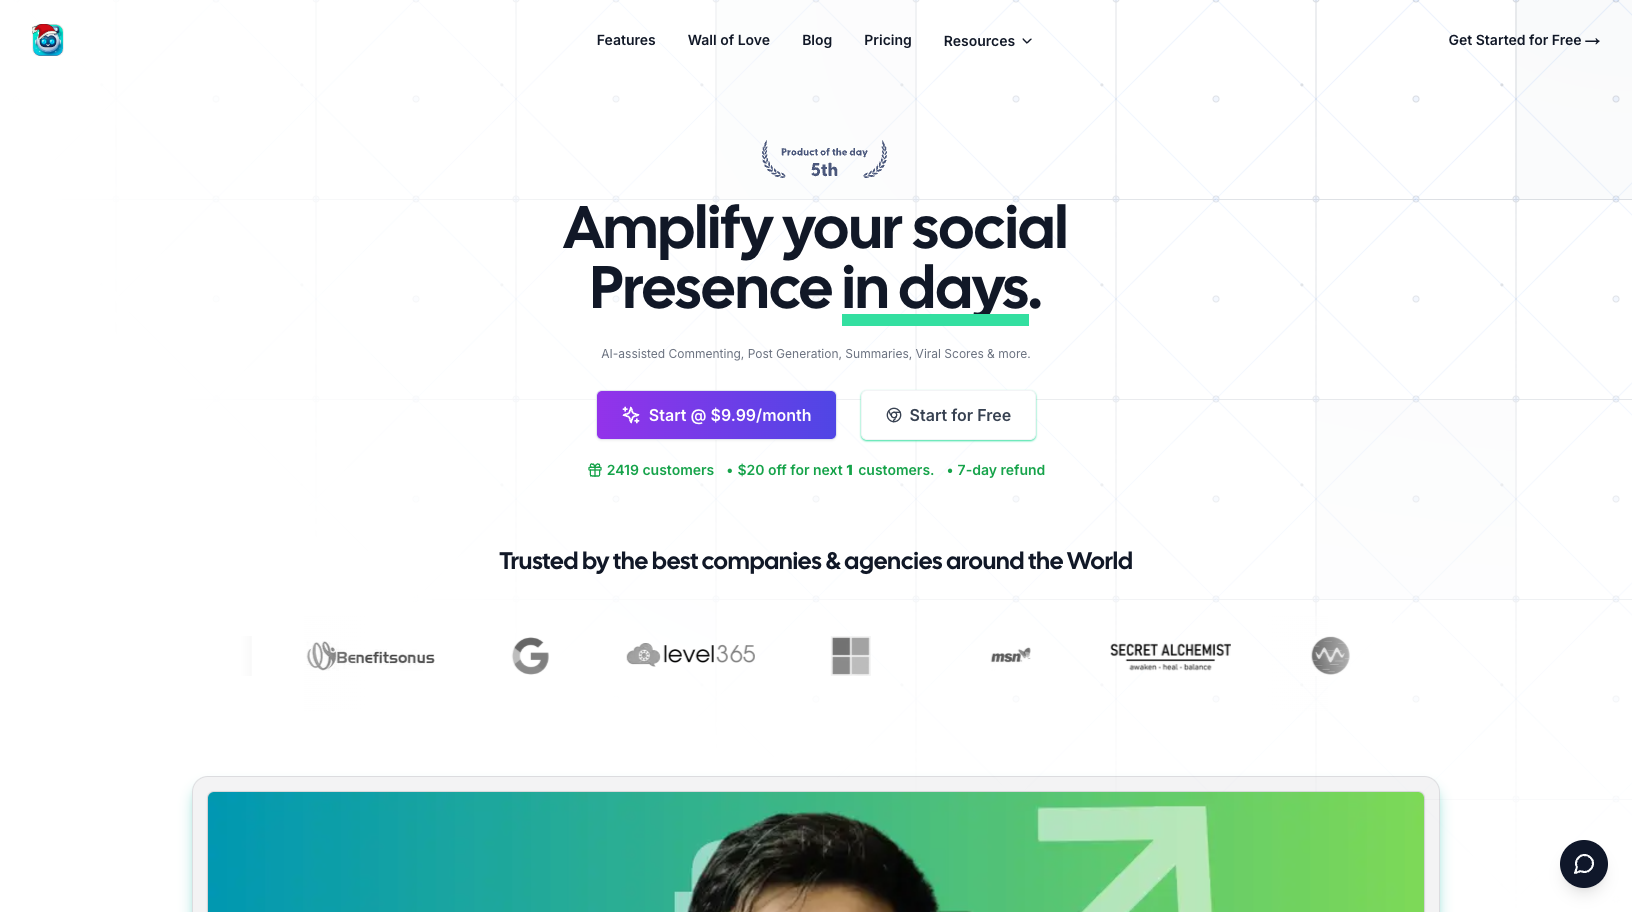 Features
Wall of Love
Blog
Pricing
Resources
Get Started for Free →
Product of the day
5th
Amplify your social
Presence in days.
AI-assisted Commenting, Post Generation, Summaries, Viral Scores & more.
Start @ $9.99/month
Start for Free
2419 customers • $20 off for next 1 customers. • 7-day refund
Trusted by the best companies & agencies around the World
Benefitsonus
G
level365
msn
SECRET ALCHEMIST
awaken - heal - balance